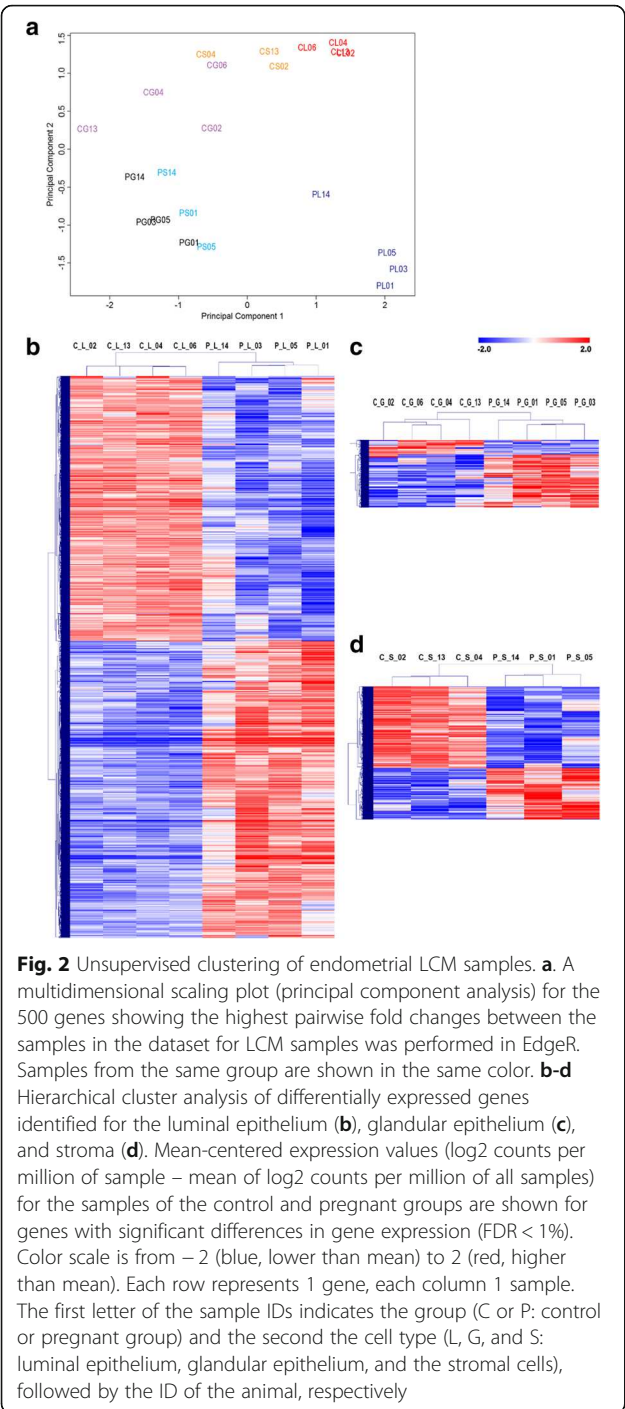 a
1.5
1.0
0.5
0.0
-0.5
-1.0
-1.5
Principal Component 2
CS04
CG06
CS13
CS02
CL06
CL04
CL13
CL02
CG04
CG13
CG02
PG14
PS14
PG03
PG05
PS01
PG01
PS05
PL14
PL05
PL03
PL01
-2
-1
0
1
2
Principal Component 1
b
C_L_02
C_L_13
C_L_04
C_L_06
P_L_14
P_L_03
P_L_05
P_L_01
-2.0
2.0
c
C_G_02
C_G_06
C_G_04
C_G_13
P_G_14
P_G_01
P_G_05
P_G_03
d
C_S_02
C_S_13
C_S_04
P_S_14
P_S_01
P_S_05
Fig. 2 Unsupervised clustering of endometrial LCM samples. a. A
multidimensional scaling plot (principal component analysis) for the
500 genes showing the highest pairwise fold changes between the
samples in the dataset for LCM samples was performed in EdgeR.
Samples from the same group are shown in the same color. b-d
Hierarchical cluster analysis of differentially expressed genes
identified for the luminal epithelium (b), glandular epithelium (c),
and stroma (d). Mean-centered expression values (log2 counts per
million of sample – mean of log2 counts per million of all samples)
for the samples of the control and pregnant groups are shown for
genes with significant differences in gene expression (FDR < 1%).
Color scale is from − 2 (blue, lower than mean) to 2 (red, higher
than mean). Each row represents 1 gene, each column 1 sample.
The first letter of the sample IDs indicates the group (C or P: control
or pregnant group) and the second the cell type (L, G, and S:
luminal epithelium, glandular epithelium, and the stromal cells),
followed by the ID of the animal, respectively